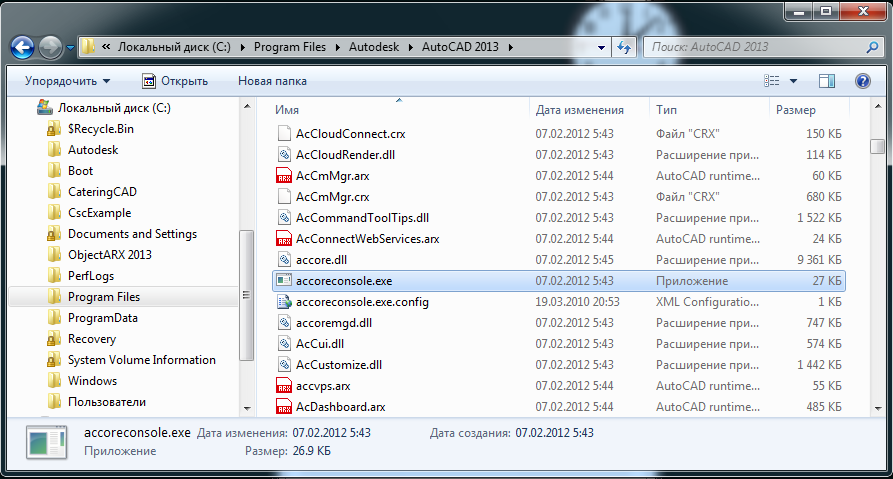 « Локальный диск (C:) Program Files Autodesk AutoCAD 2013 Поиск: AutoCAD 2013
Упорядочить Открыть Новая папка
Локальный диск (C:)
$Recycle.Bin
Autodesk
Boot
CateringCAD
CscExample
Documents and Settings
ObjectARX 2013
PerfLogs
Program Files
ProgramData
Recovery
System Volume Information
Windows
Пользователи
Имя Дата изменения Тип Размер
AcCloudConnect.crx 07.02.2012 5:43 Файл "CRX" 150 КБ
AcCloudRender.dll 07.02.2012 5:43 Расширение при... 114 КБ
AcCmMgr.arx 07.02.2012 5:44 AutoCAD runtime... 60 КБ
AcCmMgr.crx 07.02.2012 5:43 Файл "CRX" 680 КБ
AcCommandToolTips.dll 07.02.2012 5:43 Расширение при... 1 522 КБ
AcConnectWebServices.arx 07.02.2012 5:44 AutoCAD runtime... 24 КБ
accore.dll 07.02.2012 5:45 Расширение при... 9 361 КБ
accoreconsole.exe 07.02.2012 5:43 Приложение 27 КБ
accoreconsole.exe.config 19.03.2010 20:53 XML Configuratio... 1 КБ
accoremgd.dll 07.02.2012 5:43 Расширение при... 747 КБ
AcCui.dll 07.02.2012 5:43 Расширение при... 574 КБ
AcCustomize.dll 07.02.2012 5:43 Расширение при... 1 442 КБ
accvps.arx 07.02.2012 5:44 AutoCAD runtime... 55 КБ
AcDashboard.arx 07.02.2012 5:44 AutoCAD runtime... 485 КБ
accoreconsole.exe Дата изменения: 07.02.2012 5:43 Дата создания: 07.02.2012 5:43
Приложение Размер: 26.9 КБ